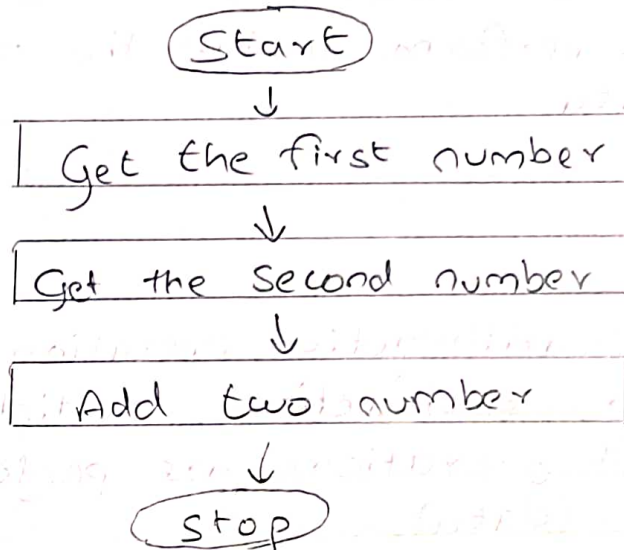 Start
Get the first number
Get the second number
Add two number
stop